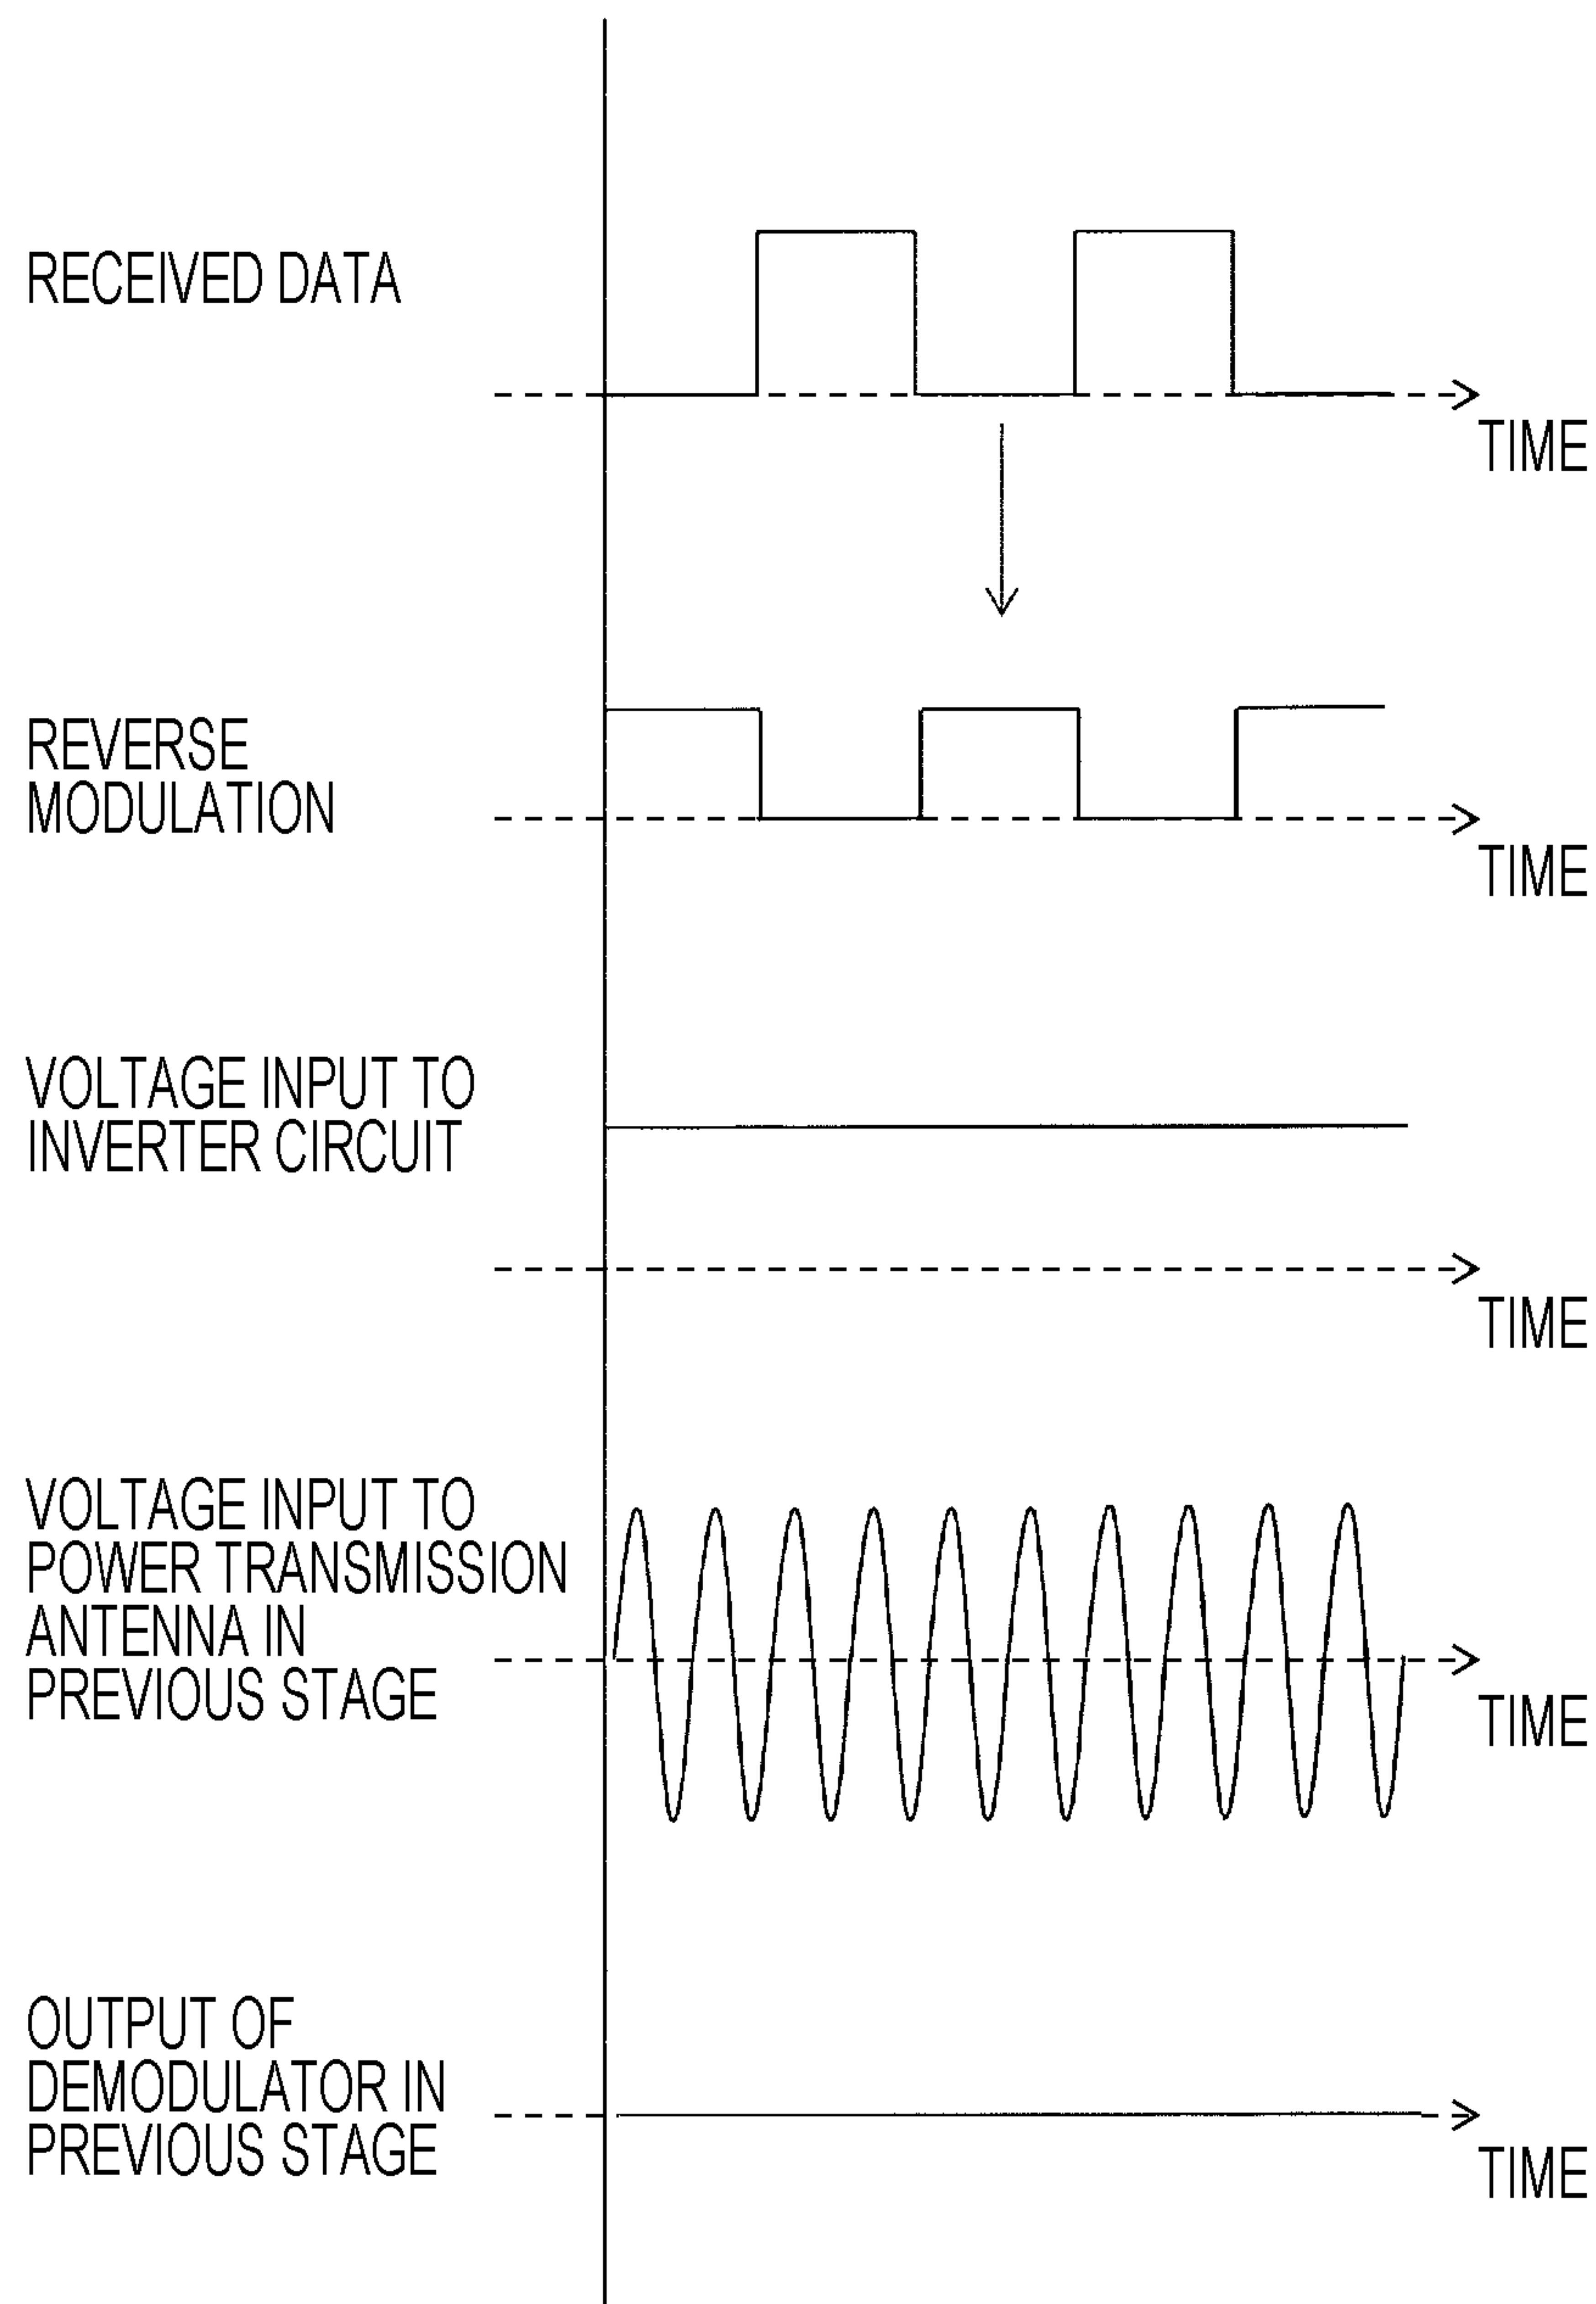 RECEIVED DATA
TIME
REVERSE
MODULATION
TIME
VOLTAGE INPUT TO
INVERTER CIRCUIT
TIME
VOLTAGE INPUT TO
POWER TRANSMISSION
ANTENNA IN
PREVIOUS STAGE
TIME
OUTPUT OF
DEMODULATOR IN
PREVIOUS STAGE
TIME